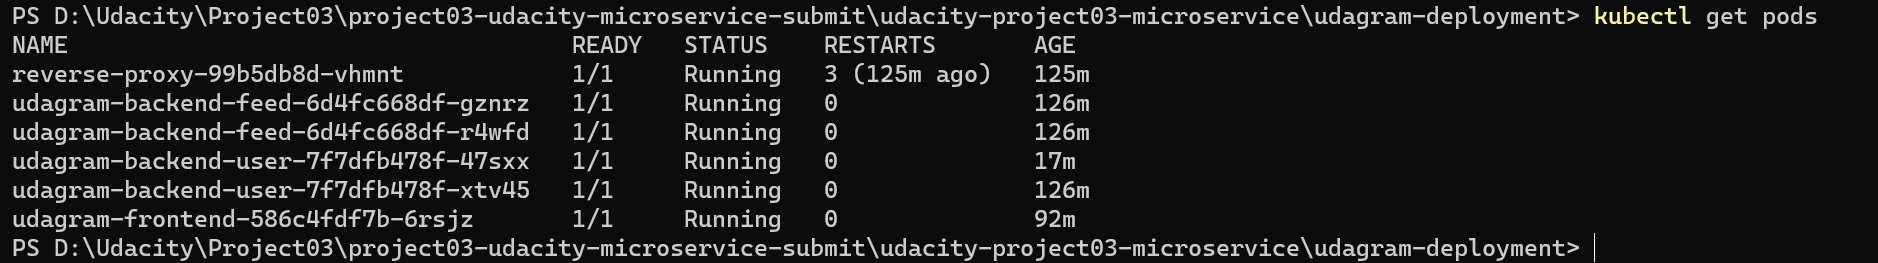 PS D:\Udacity\Project03\project03-udacity-microservice-submit\udacity-project03-microservice\udagram-deployment> kubectl get pods
NAME READY STATUS RESTARTS AGE
reverse-proxy-99b5db8d-vhmnt 1/1 Running 3 (125m ago) 125m
udagram-backend-feed-6d4fc668df-gznrz 1/1 Running 0 126m
udagram-backend-feed-6d4fc668df-r4wfd 1/1 Running 0 126m
udagram-backend-user-7f7dfb478f-47sxx 1/1 Running 0 17m
udagram-backend-user-7f7dfb478f-xtv45 1/1 Running 0 126m
udagram-frontend-586c4fdf7b-6rsjz 1/1 Running 0 92m
PS D:\Udacity\Project03\project03-udacity-microservice-submit\udacity-project03-microservice\udagram-deployment>